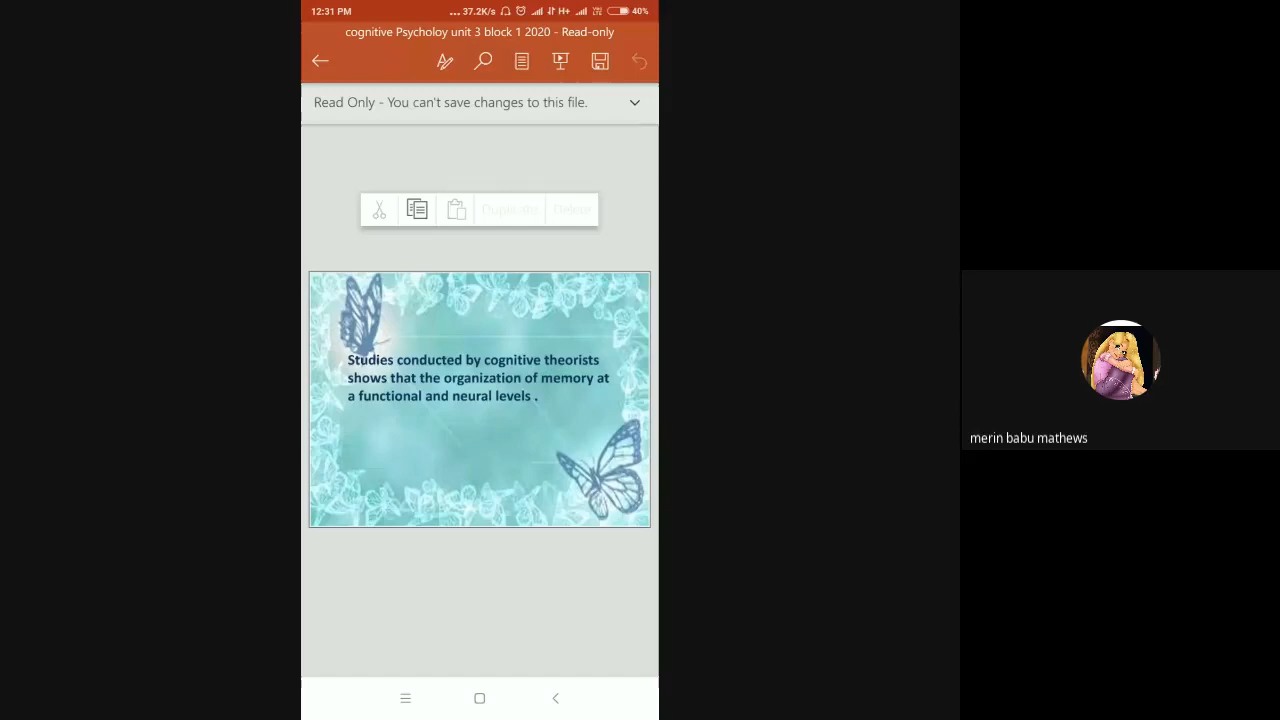 12:31 PM
... 37.2K/s H+ 40%
cognitive Psycholoy unit 3 block 1 2020 - Read-only
Read Only - You can't save changes to this file.
Duplicate Delete
Studies conducted by cognitive theorists
shows that the organization of memory at
a functional and neural levels .
merin babu mathews